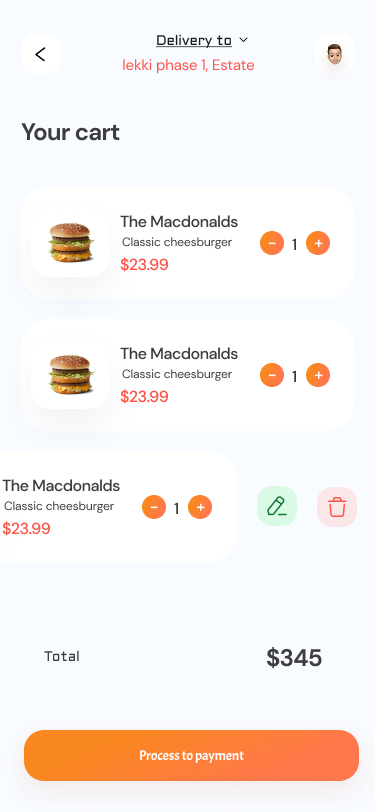 Delivery to
lekki phase 1, Estate
Your cart
The Macdonalds
Classic cheesburger
$23.99
1
The Macdonalds
Classic cheesburger
$23.99
1
The Macdonalds
Classic cheesburger
$23.99
1
Total
$345
Process to payment